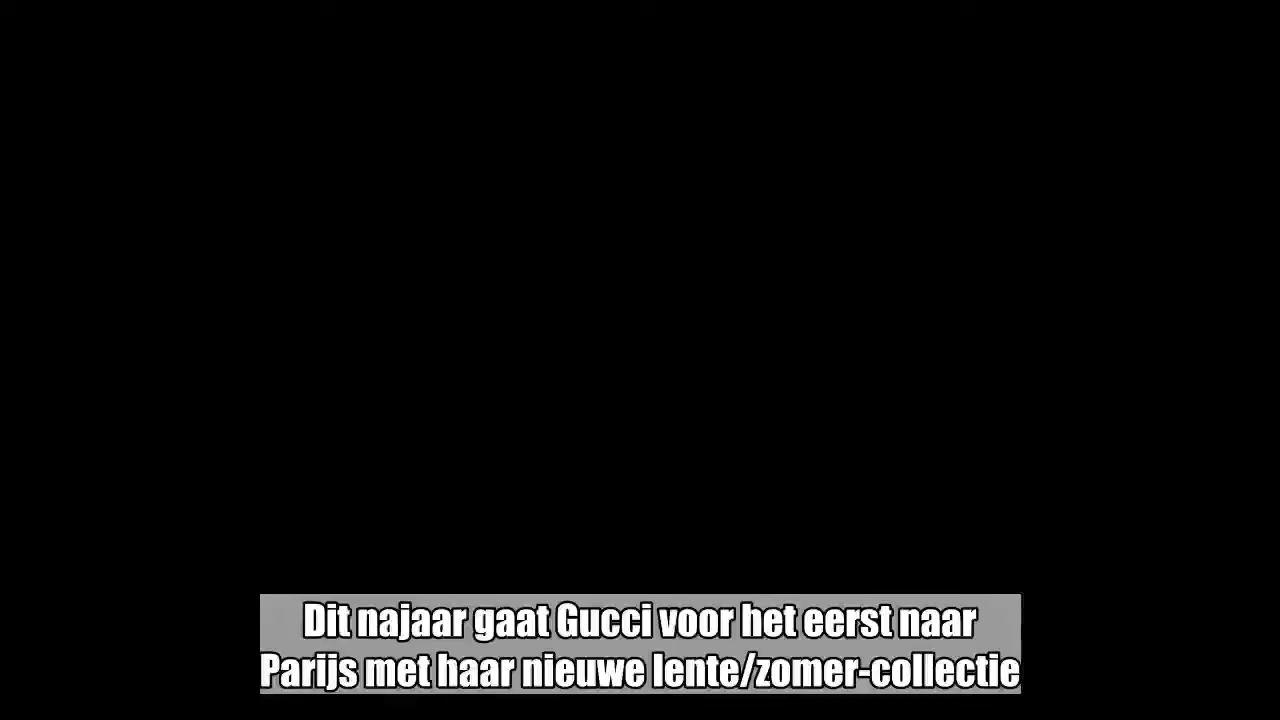 Dit najaar gaat Gucci voor het eerst naar
Parijs met haar nieuwe lente/zomer-collectie